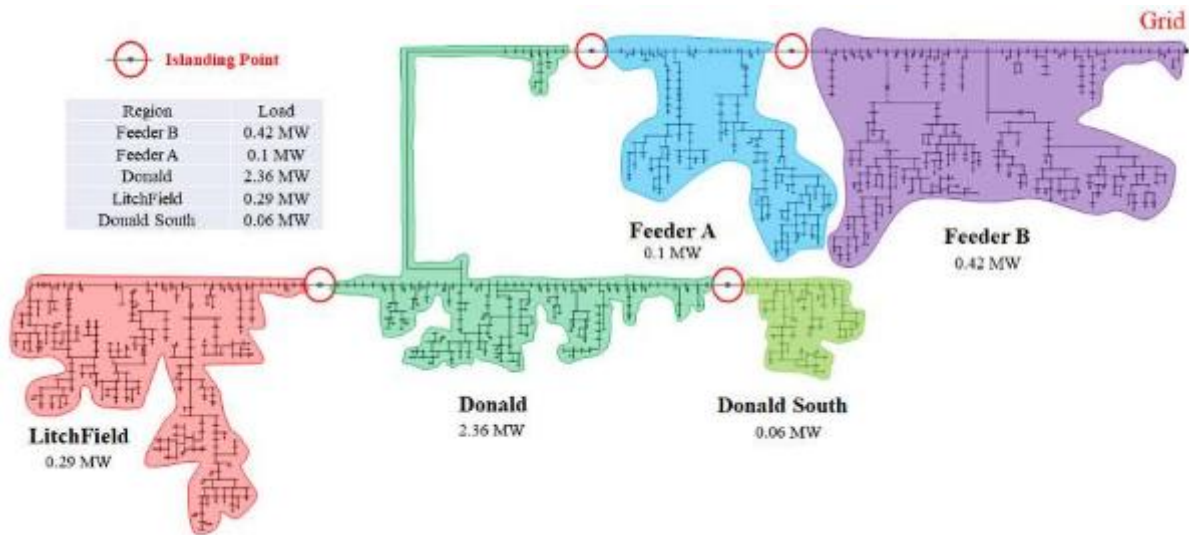 Grid
Islanding Point
Region Load
Feeder B 0.42 MW
Feeder A 0.1 MW
Donald 2.36 MW
LitchField 0.29 MW
Donald South 0.06 MW
Feeder A
0.1 MW
Feeder B
0.42 MW
LitchField
0.29 MW
Donald
2.36 MW
Donald South
0.06 MW